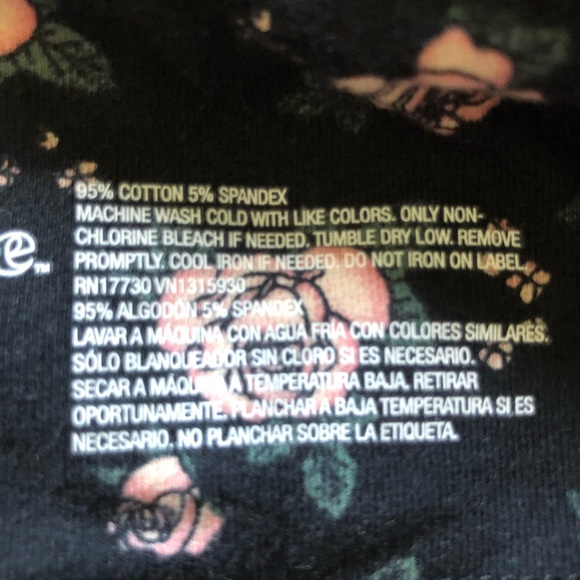 e™
95% COTTON 5% SPANDEX
MACHINE WASH COLD WITH LIKE COLORS. ONLY NON-
CHLORINE BLEACH IF NEEDED. TUMBLE DRY LOW. REMOVE
PROMPTLY. COOL IRON IF NEEDED. DO NOT IRON ON LABEL.
RN17730 VN1315930
95% ALGODÓN 5% SPANDEX
LAVAR A MÁQUINA CON AGUA FRÍA CON COLORES SIMILARES.
SÓLO BLANQUEADOR SIN CLORO SI ES NECESARIO.
SECAR A MÁQUINA A TEMPERATURA BAJA. RETIRAR
OPORTUNAMENTE. PLANCHAR A BAJA TEMPERATURA SI ES
NECESARIO. NO PLANCHAR SOBRE LA ETIQUETA.